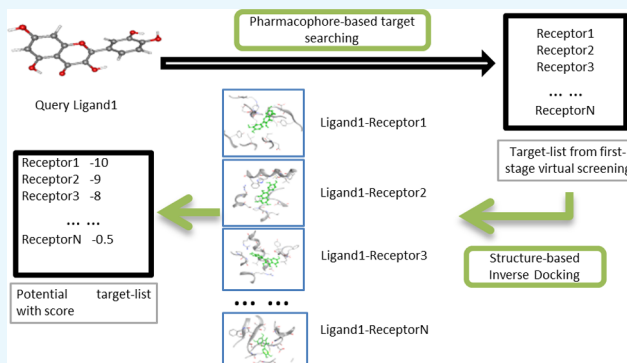 Pharmacophore-based target
searching
Receptor1
Receptor2
Receptor3
... ...
ReceptorN
Query Ligand1
Target-list from first-
stage virtual screening
Ligand1-Receptor1
Ligand1-Receptor2
Ligand1-Receptor3
... ...
Ligand1-ReceptorN
Structure-based
Inverse Docking
Receptor1 -10
Receptor2 -9
Receptor3 -8
... ...
ReceptorN -0.5
Potential target-list
with score